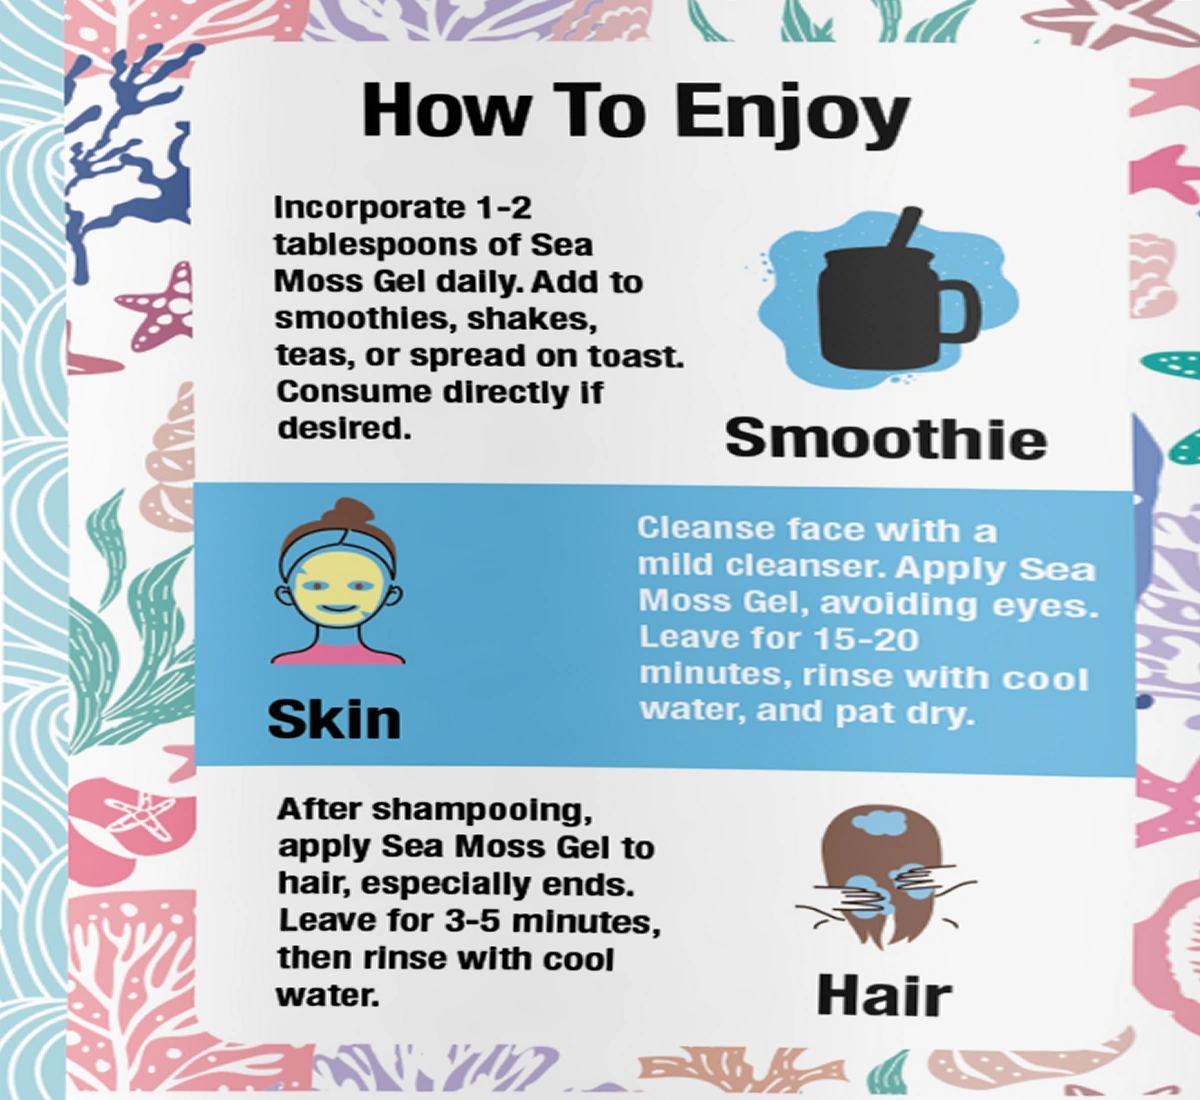 How To Enjoy
Incorporate 1-2
tablespoons of Sea
Moss Gel daily. Add to
smoothies, shakes,
teas, or spread on toast.
Consume directly if
desired.
Smoothie
Cleanse face with a
mild cleanser. Apply Sea
Moss Gel, avoiding eyes.
Leave for 15-20
minutes, rinse with cool
water, and pat dry.
Skin
After shampooing,
apply Sea Moss Gel to
hair, especially ends.
Leave for 3-5 minutes,
then rinse with cool
water.
Hair